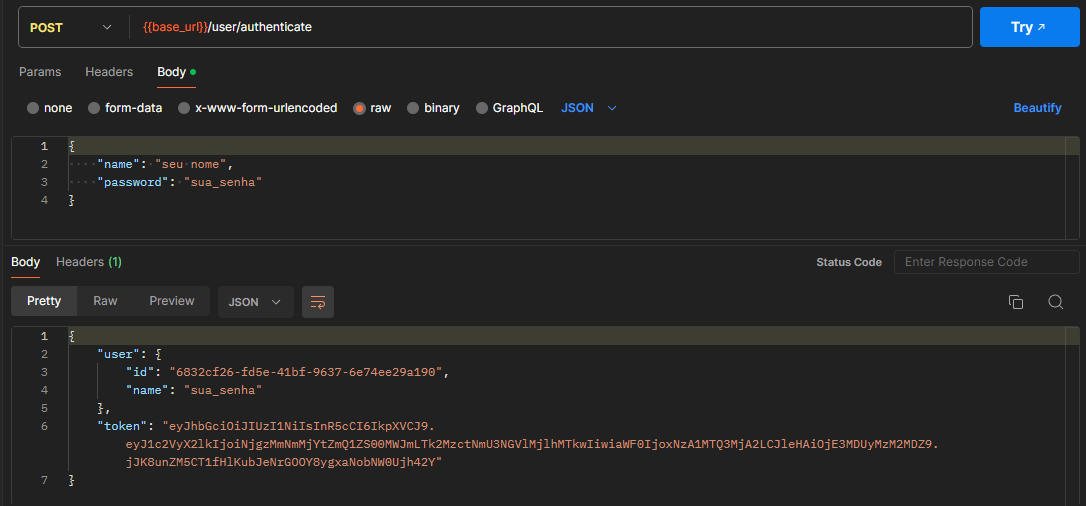 POST {{base_url}}/user/authenticate Try ↗
Params Headers Body
none form-data x-www-form-urlencoded raw binary GraphQL JSON Beautify
1 {
2 "name": "seu nome",
3 "password": "sua_senha"
4 }
Body Headers (1) Status Code Enter Response Code
Pretty Raw Preview JSON
1 {
2 "user": {
3 "id": "6832cf26-fd5e-41bf-9637-6e74ee29a190",
4 "name": "sua_senha"
5 },
6 "token": "eyJhbGciOiJIUzI1NiIsInR5cCI6IkpXVCJ9.
eyJ1c2VyX2lkIjoiNjgzMmNmMjYtZmQ1ZS00MWJmLTk2MzctNmU3NGVlMjlhMTkwIiwiaWF0IjoxNzA1MTQ3MjA2LCJleHAiOjE3MDUyMzM2MDZ9.
jJK8unZM5CT1fHlKubJeNrGOOY8ygxaNobNW0Ujh42Y"
7 }